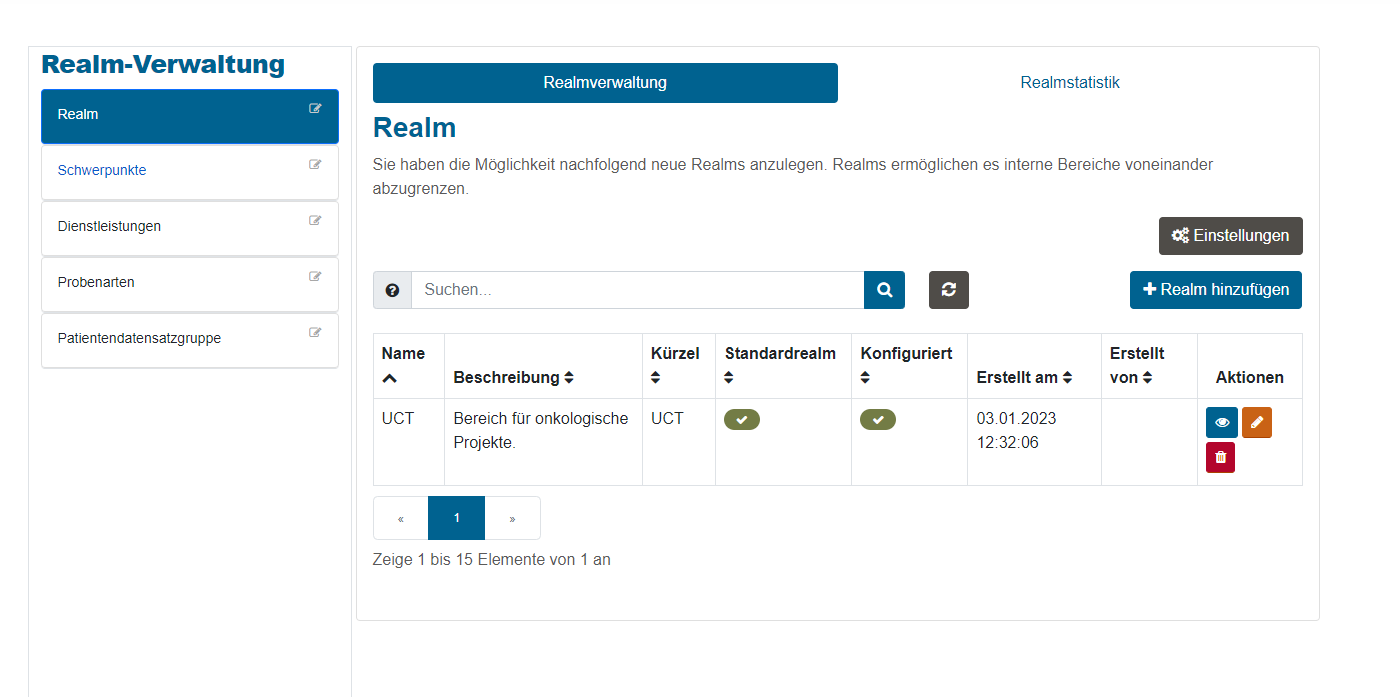 Realm-Verwaltung
Realm
Schwerpunkte
Dienstleistungen
Probenarten
Patientendatensatzgruppe
Realmverwaltung
Realmstatistik
Realm
Sie haben die Möglichkeit nachfolgend neue Realms anzulegen. Realms ermöglichen es interne Bereiche voneinander
abzugrenzen.
Einstellungen
Suchen...
Realm hinzufügen
Name
Beschreibung
Kürzel
Standardrealm
Konfiguriert
Erstellt am
Erstellt
von
Aktionen
UCT
Bereich für onkologische
Projekte.
UCT
03.01.2023
12:32:06
« 1 »
Zeige 1 bis 15 Elemente von 1 an